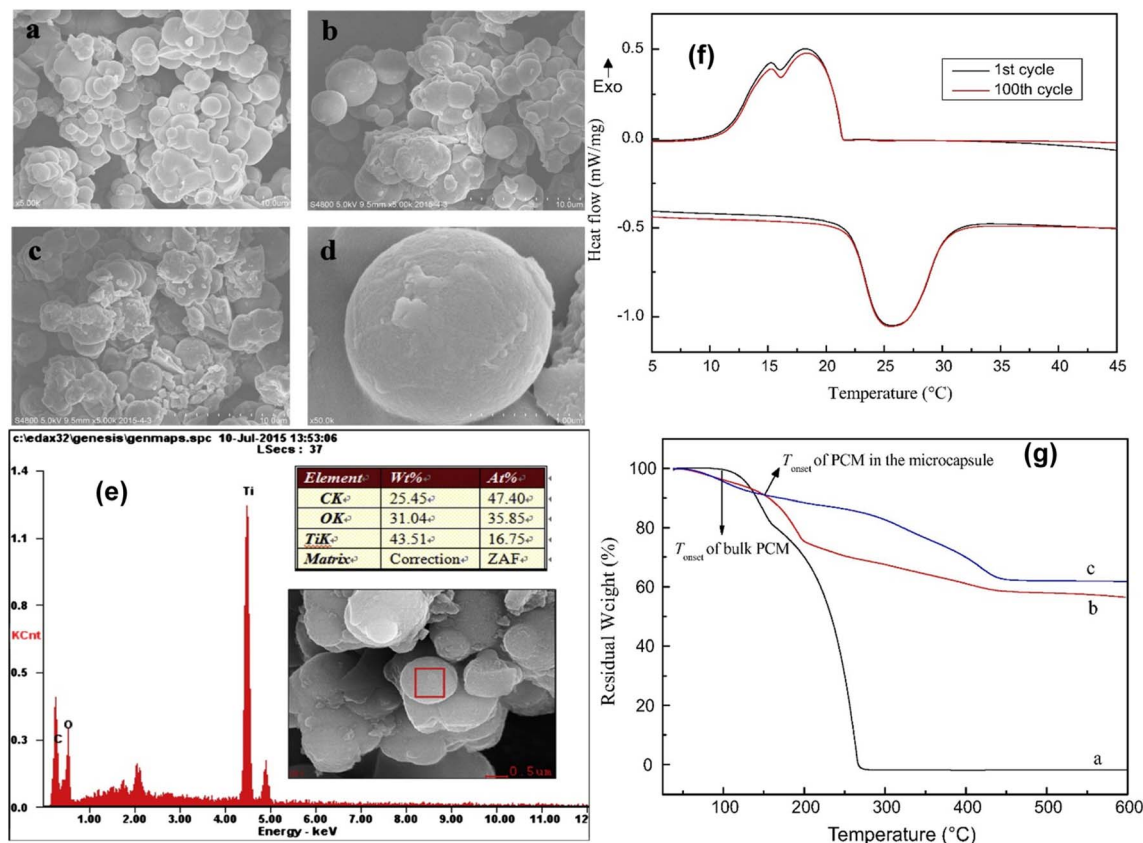 a
b
x5.00K
10.0um
S4800 5.0kV 9.5mm x5.00k 2015-4-3
10.0um
c
d
S4800 5.0kV 9.5mm x5.00k 2015-4-3
10.0um
x50.0k
1.00um
c:\edax32\genesis\genmaps.spc 10-Jul-2015 13:53:06
LSecs : 37
(e)
1.4
1.1
0.8
KCnt
0.5
0.3
0.0
C
O
Ti
1.00 2.00 3.00 4.00 5.00 6.00 7.00 8.00 9.00 10.00 11.00 12
Energy - keV
Element Wt% At%
CK 25.45 47.40
OK 31.04 35.85
TiK 43.51 16.75
Matrix Correction ZAF
0.5um
(f)
Exo
1st cycle
100th cycle
Heat flow (mW/mg)
0.5
0.0
-0.5
-1.0
5 10 15 20 25 30 35 40 45
Temperature (°C)
(g)
Tonset of PCM in the microcapsule
Tonset of bulk PCM
Residual Weight (%)
100
80
60
40
20
0
c
b
a
100 200 300 400 500 600
Temperature (°C)